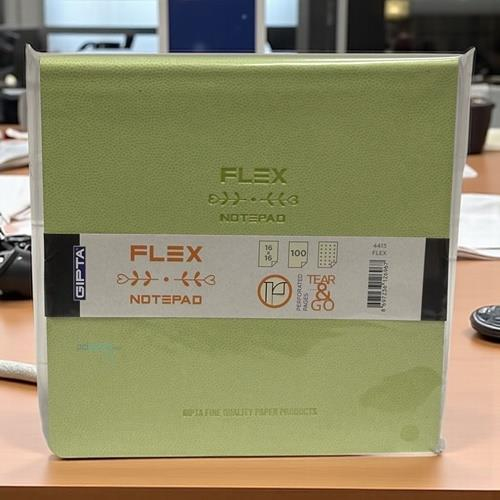 FLEX
NOTEPAD
GIPTA
FLEX
NOTEPAD
16
x
16
100
4415
FLEX
PERFORATED
PAGES
TEAR
&
GO
GIPTA FINE QUALITY PAPER PRODUCTS